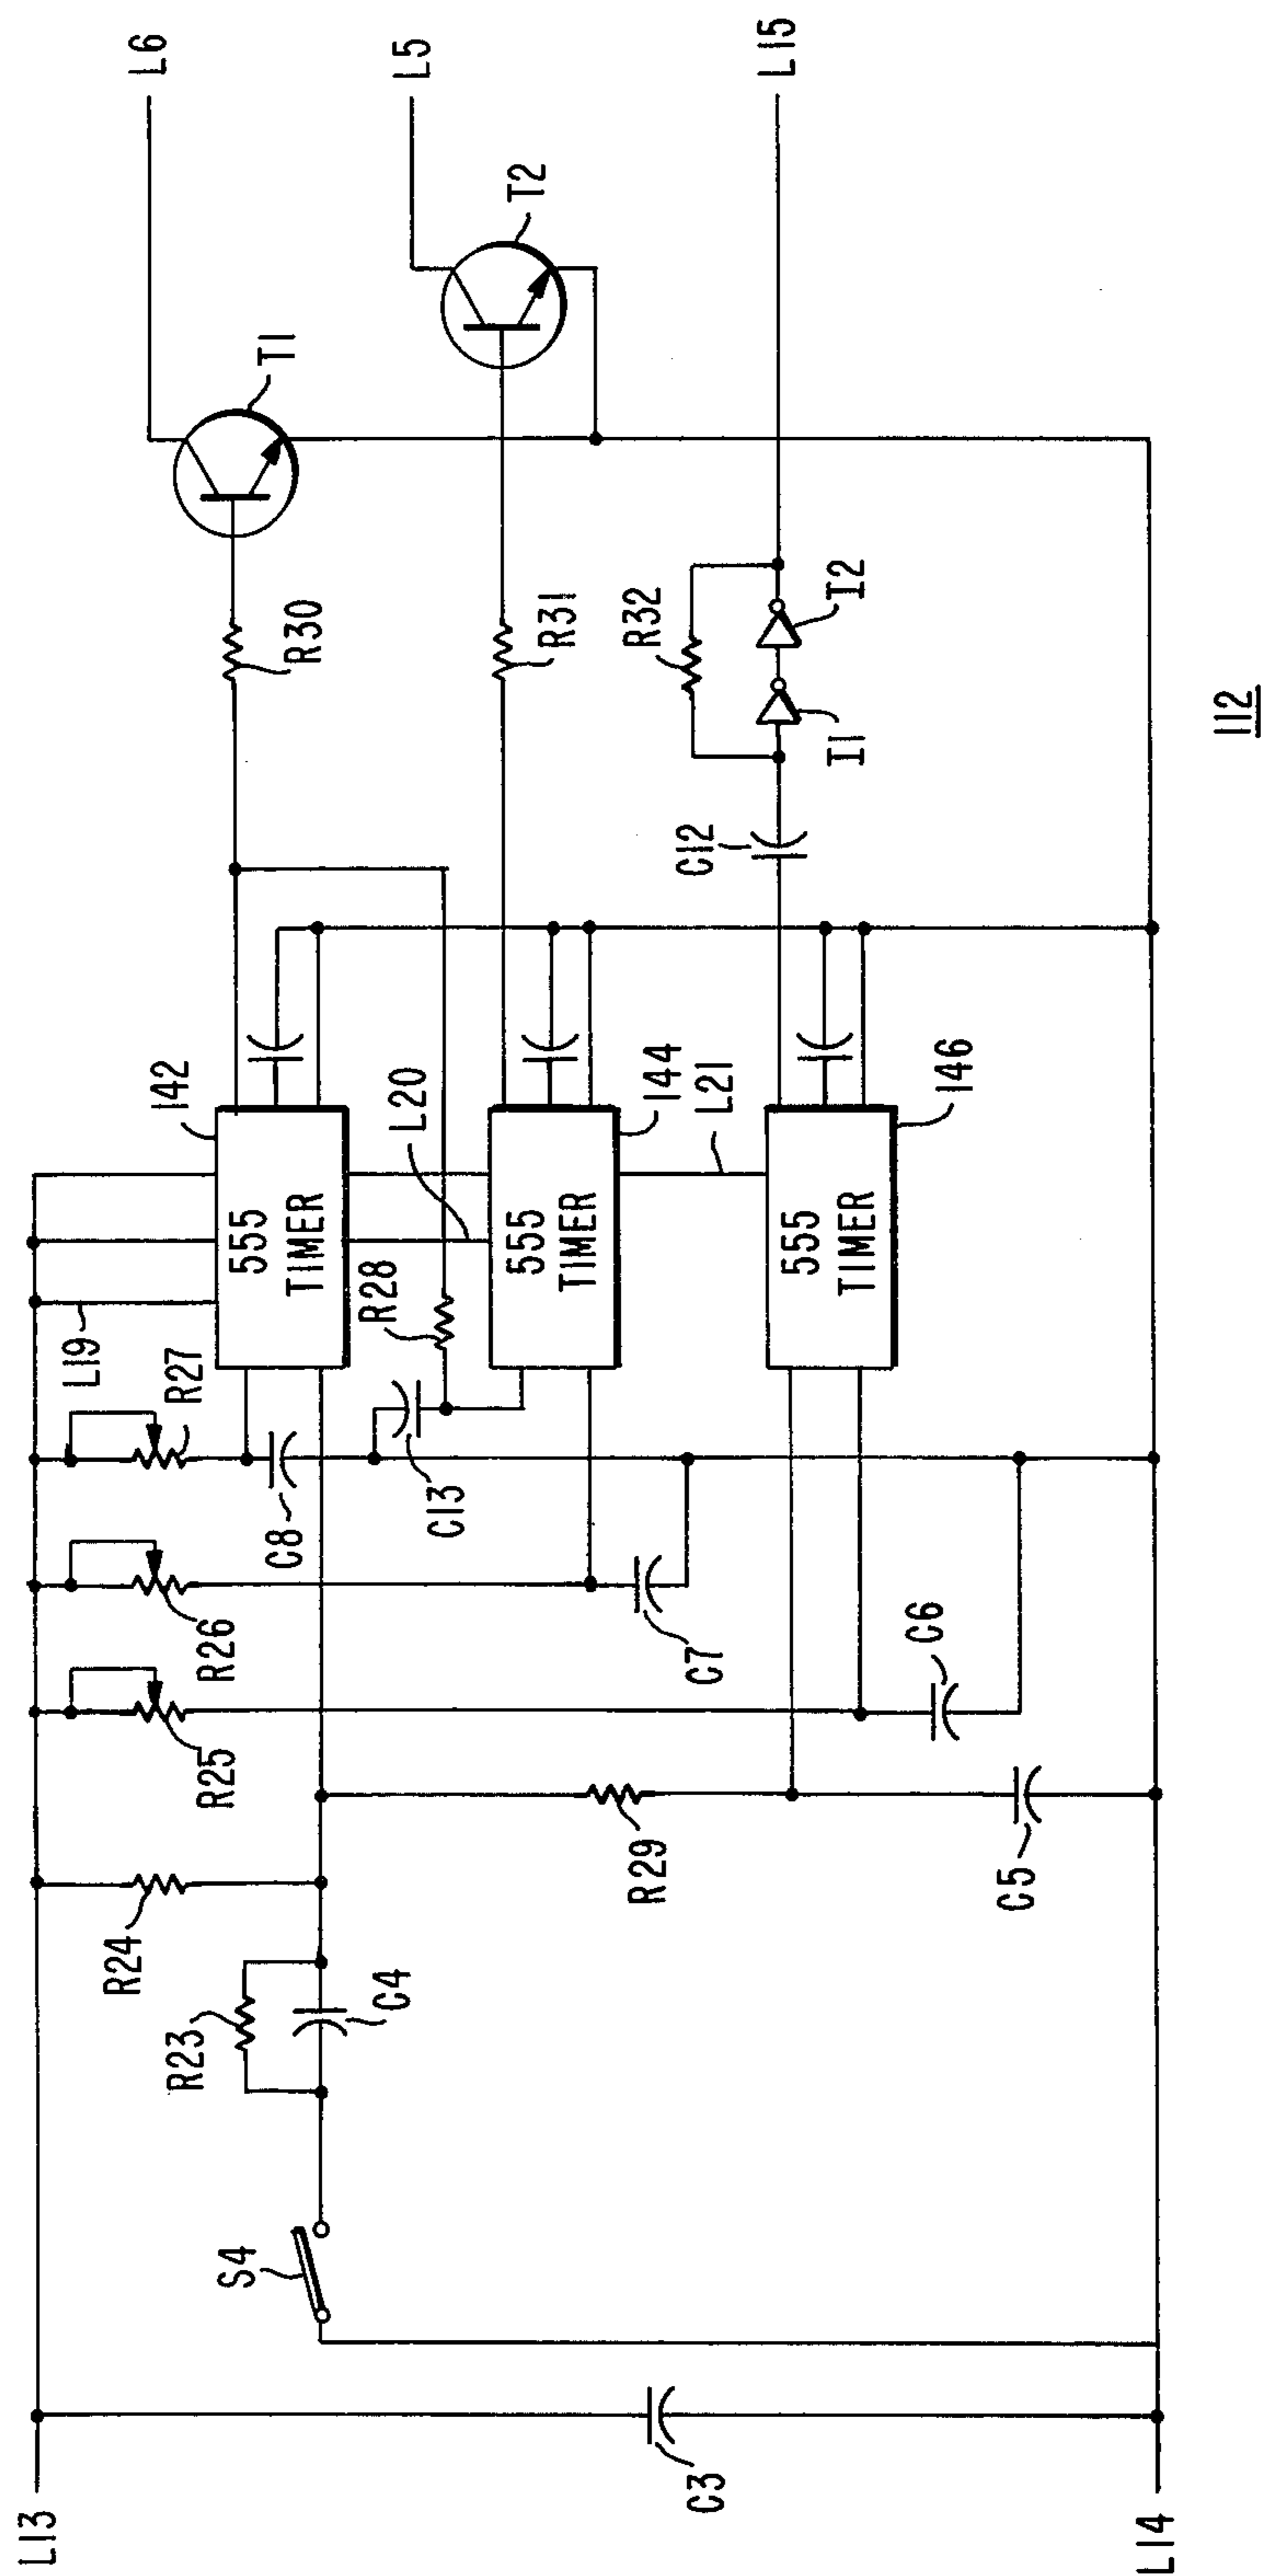 L13
L14
C3
S4
R23
C4
R24
R29
C5
R25
C6
R26
C7
R27
C8
C13
L19
R28
L20
142
555
TIMER
144
555
TIMER
L21
146
555
TIMER
C12
R32
I1
I2
R30
R31
T1
T2
L6
L5
L15
112